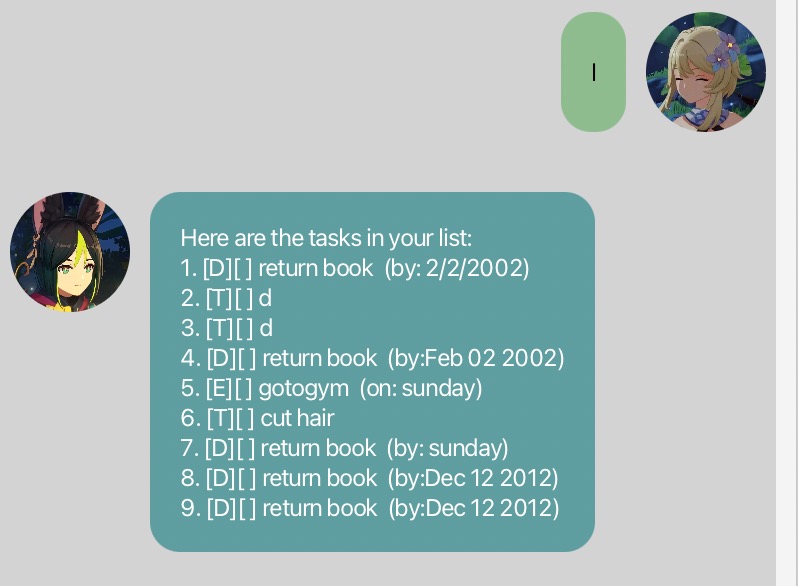 l
Here are the tasks in your list:
1. [D][ ] return book  (by: 2/2/2002)
2. [T][ ] d
3. [T][ ] d
4. [D][ ] return book  (by:Feb 02 2002)
5. [E][ ] gotogym  (on: sunday)
6. [T][ ] cut hair
7. [D][ ] return book  (by: sunday)
8. [D][ ] return book  (by:Dec 12 2012)
9. [D][ ] return book  (by:Dec 12 2012)